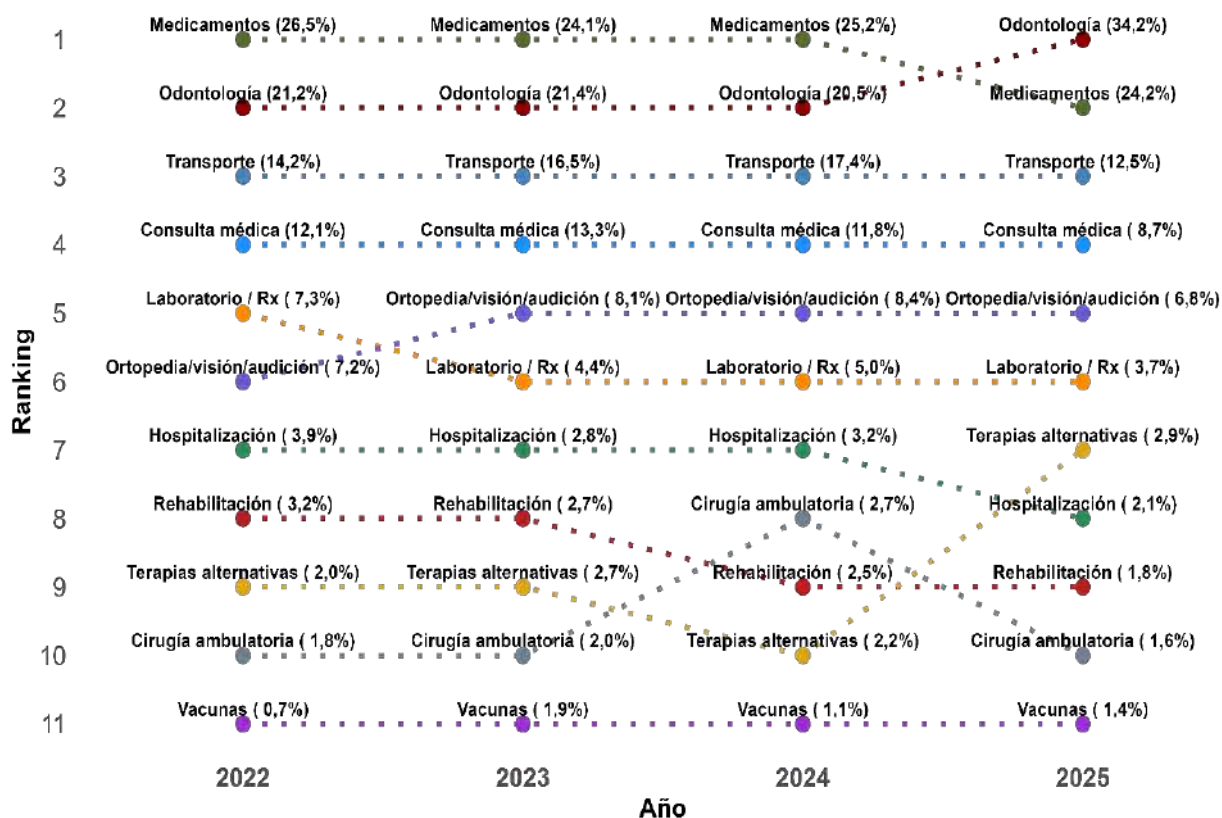 Medicamentos (26,5%) Medicamentos (24,1%) Medicamentos (25,2%) Odontología (34,2%)
1
Odontología (21,2%) Odontología (21,4%) Odontología (20,5%) Medicamentos (24,2%)
2
Transporte (14,2%) Transporte (16,5%) Transporte (17,4%) Transporte (12,5%)
3
Consulta médica (12,1%) Consulta médica (13,3%) Consulta médica (11,8%) Consulta médica ( 8,7%)
4
Laboratorio / Rx ( 7,3%) Ortopedia/visión/audición ( 8,1%) Ortopedia/visión/audición ( 8,4%) Ortopedia/visión/audición ( 6,8%)
5
Ortopedia/visión/audición ( 7,2%) Laboratorio / Rx ( 4,4%) Laboratorio / Rx ( 5,0%) Laboratorio / Rx ( 3,7%)
6
Hospitalización ( 3,9%) Hospitalización ( 2,8%) Hospitalización ( 3,2%) Terapias alternativas ( 2,9%)
7
Rehabilitación ( 3,2%) Rehabilitación ( 2,7%) Cirugía ambulatoria ( 2,7%) Hospitalización ( 2,1%)
8
Terapias alternativas ( 2,0%) Terapias alternativas ( 2,7%) Rehabilitación ( 2,5%) Rehabilitación ( 1,8%)
9
Cirugía ambulatoria ( 1,8%) Cirugía ambulatoria ( 2,0%) Terapias alternativas ( 2,2%) Cirugía ambulatoria ( 1,6%)
10
Vacunas ( 0,7%) Vacunas ( 1,9%) Vacunas ( 1,1%) Vacunas ( 1,4%)
11
Ranking
2022 2023 2024 2025
Año